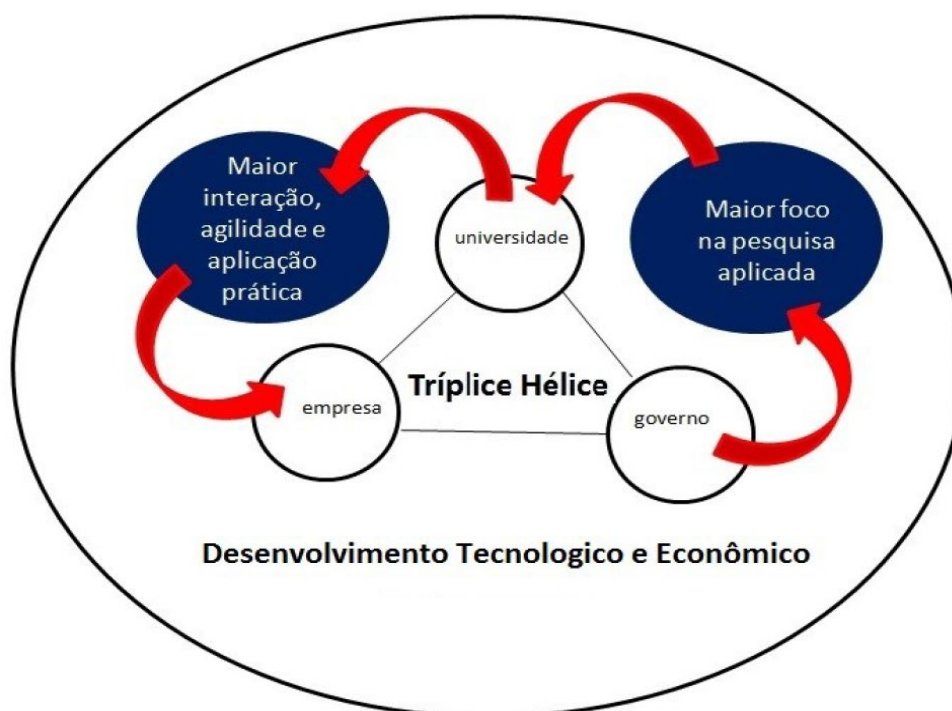 Maior
interação,
agilidade e
aplicação
prática
universidade
Maior foco
na pesquisa
aplicada
empresa
Tríplice Hélice
governo
Desenvolvimento Tecnologico e Econômico